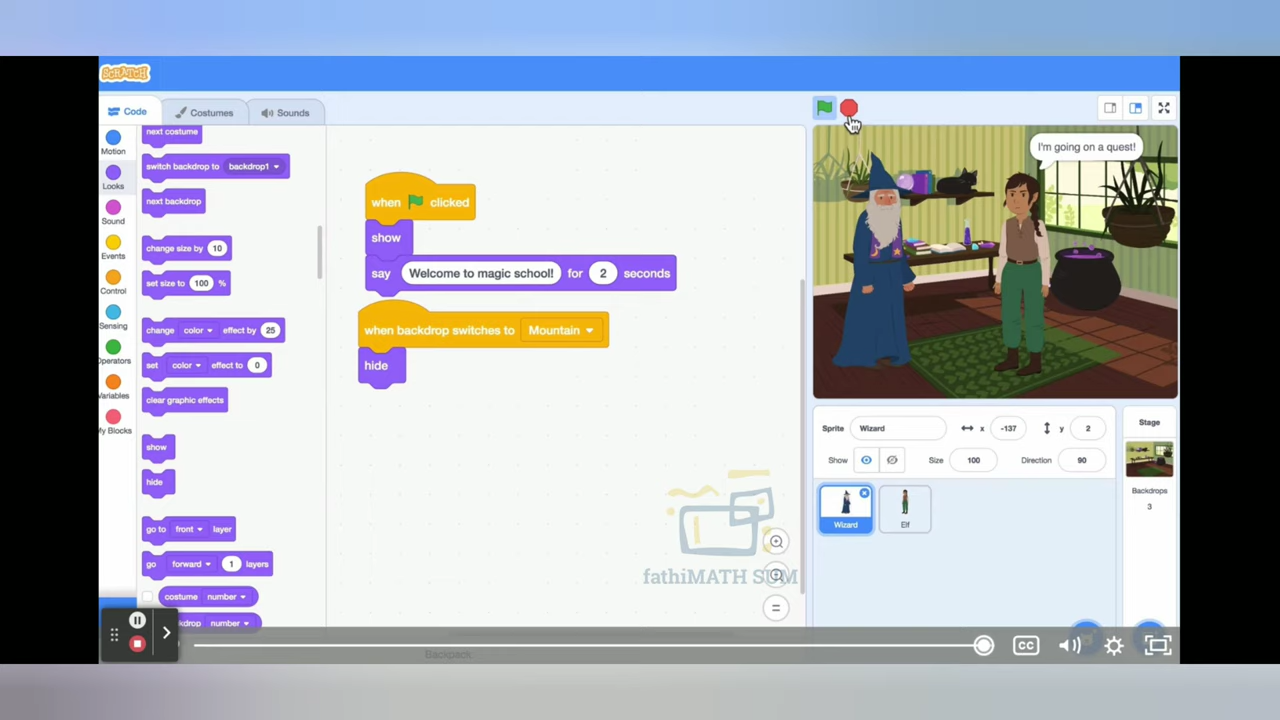 SCRATCH
Code
Costumes
Sounds
Motion
Looks
Sound
Events
Control
Sensing
Operators
Variables
My Blocks
next costume
switch backdrop to backdrop1
next backdrop
change size by 10
set size to 100 %
change color effect by 25
set color effect to 0
clear graphic effects
show
hide
go to front layer
go forward 1 layers
costume number
number
when clicked
show
say Welcome to magic school! for 2 seconds
when backdrop switches to Mountain
hide
fathiMATH SUM
Backpack
I'm going on a quest!
Sprite Wizard x -137 y 2
Show Size 100 Direction 90
Wizard
Elf
Stage
Backdrops
3
CC